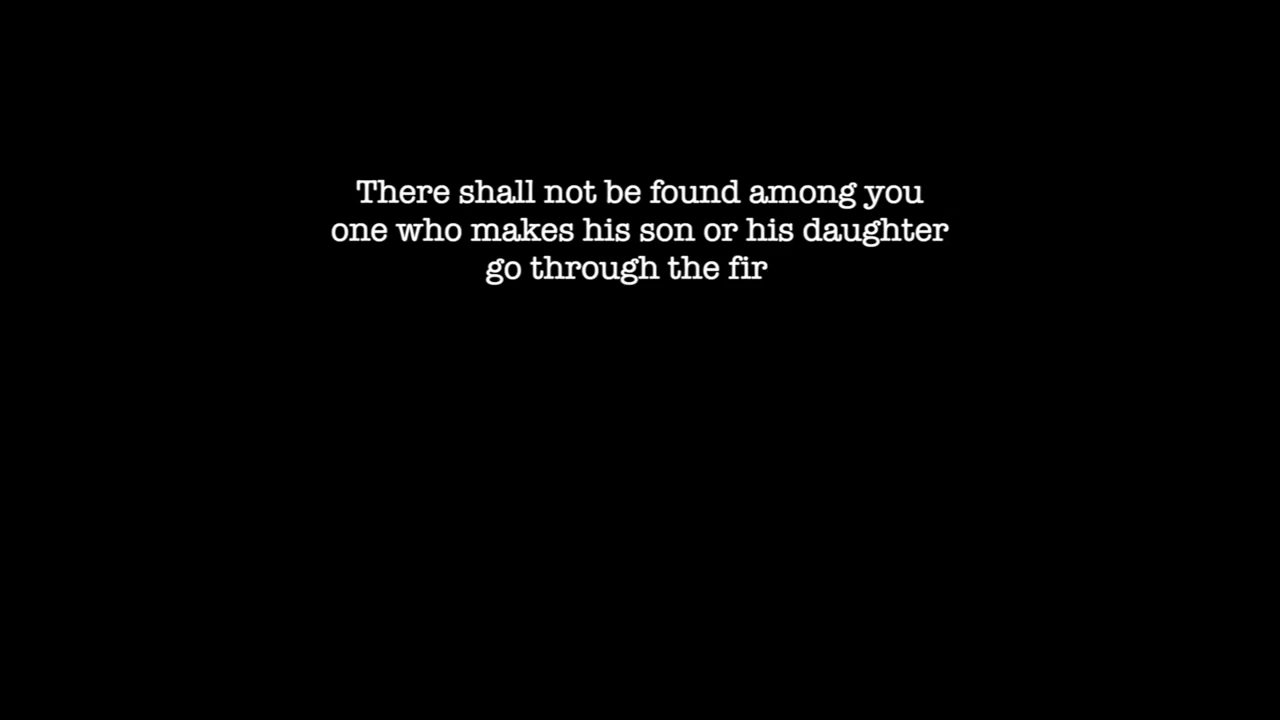 There shall not be found among you
one who makes his son or his daughter
go through the fir